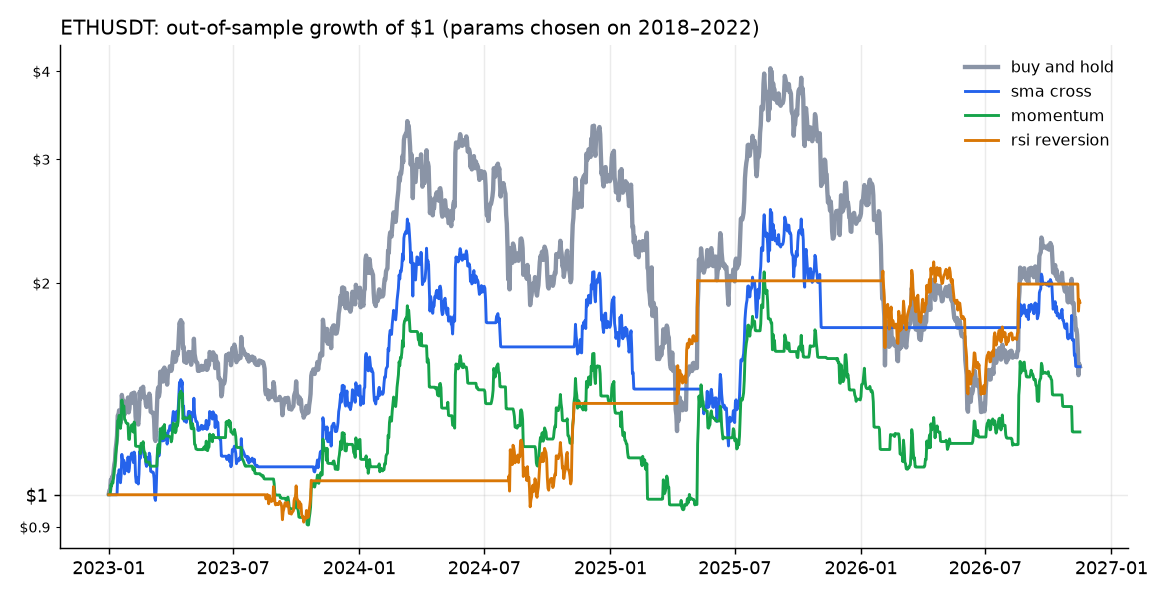 ETHUSDT: out-of-sample growth of $1 (params chosen on 2018–2022)
buy and hold
sma cross
momentum
rsi reversion
$4
$3
$2
$1
$0.9
2023-01 2023-07 2024-01 2024-07 2025-01 2025-07 2026-01 2026-07 2027-01